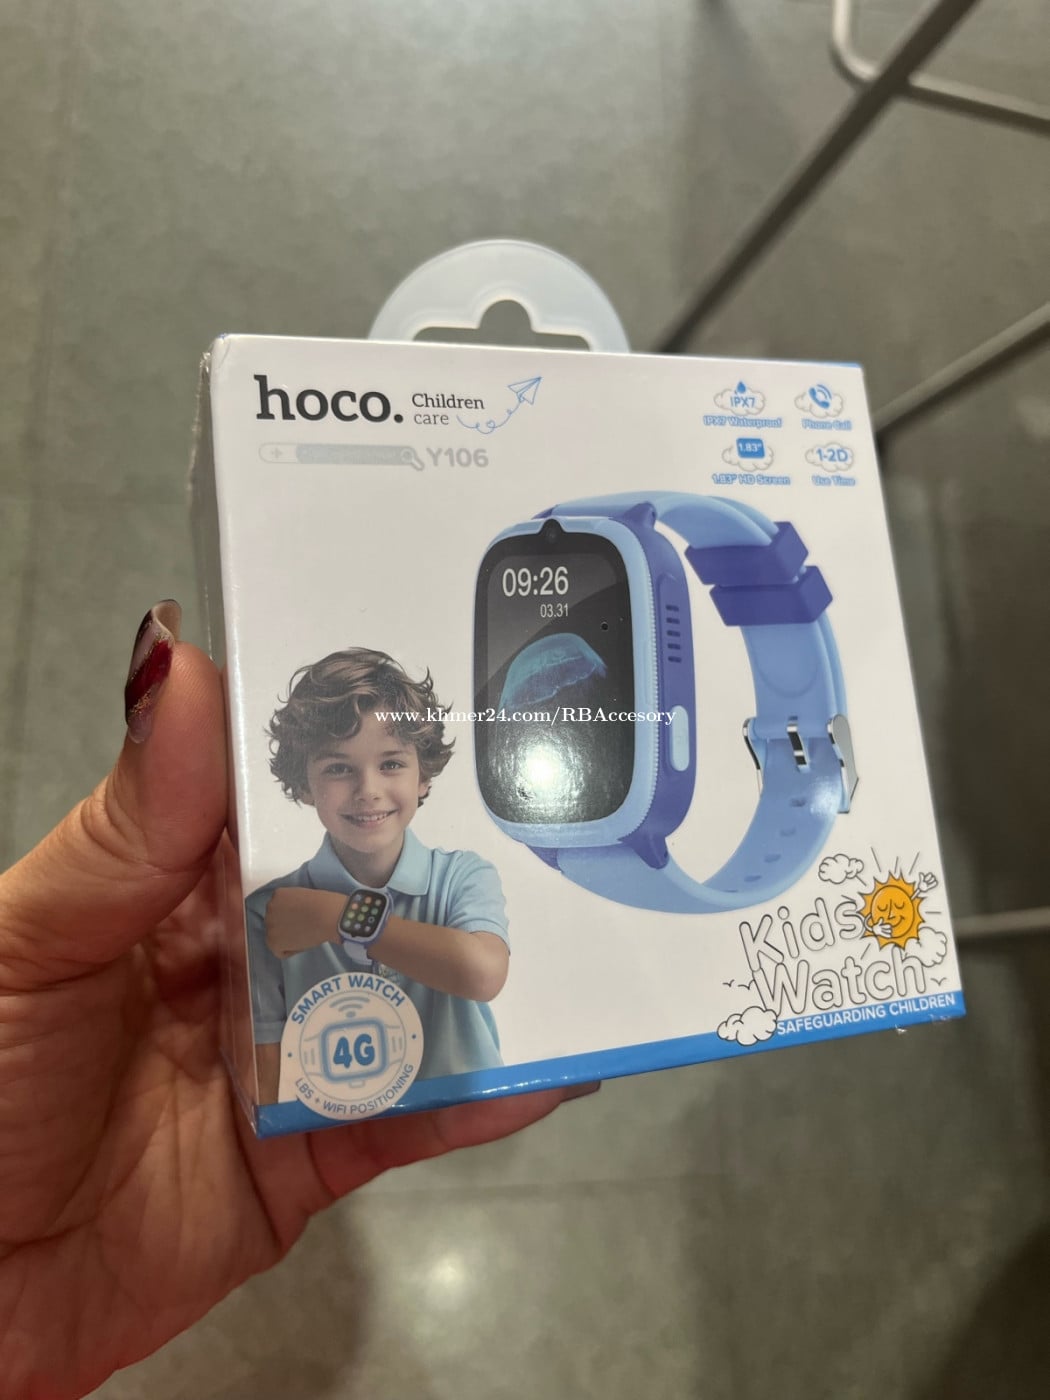 hoco. Children care
Y106
IPX7
IPX7 Waterproof
Phone Call
1.83"
1.83" HD Screen
1-2D
Use Time
09:26
03.31
www.khmer24.com/RBAccesory
Kids
Watch
SAFEGUARDING CHILDREN
SMART WATCH
4G
LBS + WIFI POSITIONING